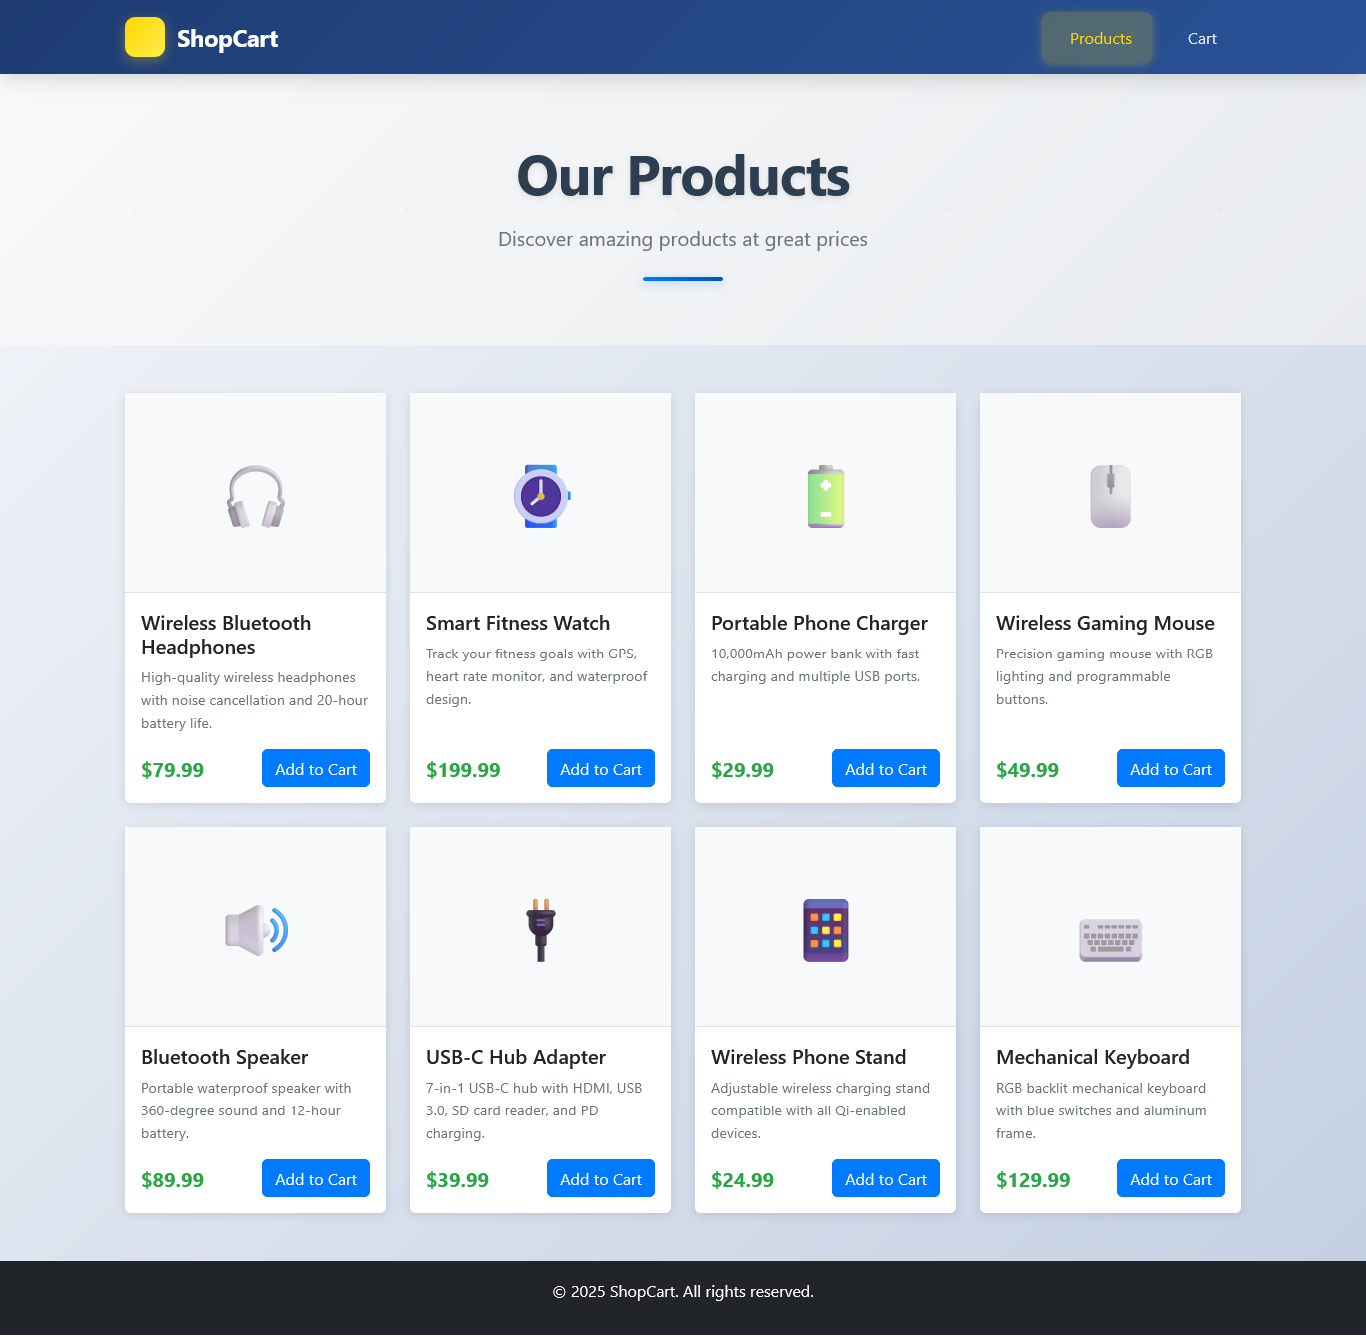 ShopCart
Products
Cart
Our Products
Discover amazing products at great prices
Wireless Bluetooth
Headphones
High-quality wireless headphones
with noise cancellation and 20-hour
battery life.
$79.99
Add to Cart
Smart Fitness Watch
Track your fitness goals with GPS,
heart rate monitor, and waterproof
design.
$199.99
Add to Cart
Portable Phone Charger
10,000mAh power bank with fast
charging and multiple USB ports.
$29.99
Add to Cart
Wireless Gaming Mouse
Precision gaming mouse with RGB
lighting and programmable
buttons.
$49.99
Add to Cart
Bluetooth Speaker
Portable waterproof speaker with
360-degree sound and 12-hour
battery.
$89.99
Add to Cart
USB-C Hub Adapter
7-in-1 USB-C hub with HDMI, USB
3.0, SD card reader, and PD
charging.
$39.99
Add to Cart
Wireless Phone Stand
Adjustable wireless charging stand
compatible with all Qi-enabled
devices.
$24.99
Add to Cart
Mechanical Keyboard
RGB backlit mechanical keyboard
with blue switches and aluminum
frame.
$129.99
Add to Cart
© 2025 ShopCart. All rights reserved.